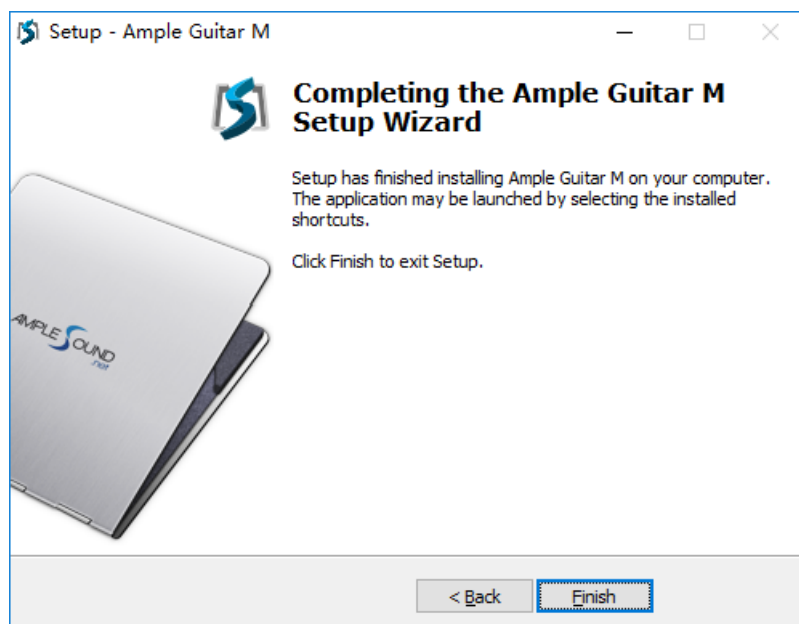 Setup - Ample Guitar M
Completing the Ample Guitar M
Setup Wizard
Setup has finished installing Ample Guitar M on your computer.
The application may be launched by selecting the installed
shortcuts.
Click Finish to exit Setup.
AMPLE SOUND
.net
< Back
Finish